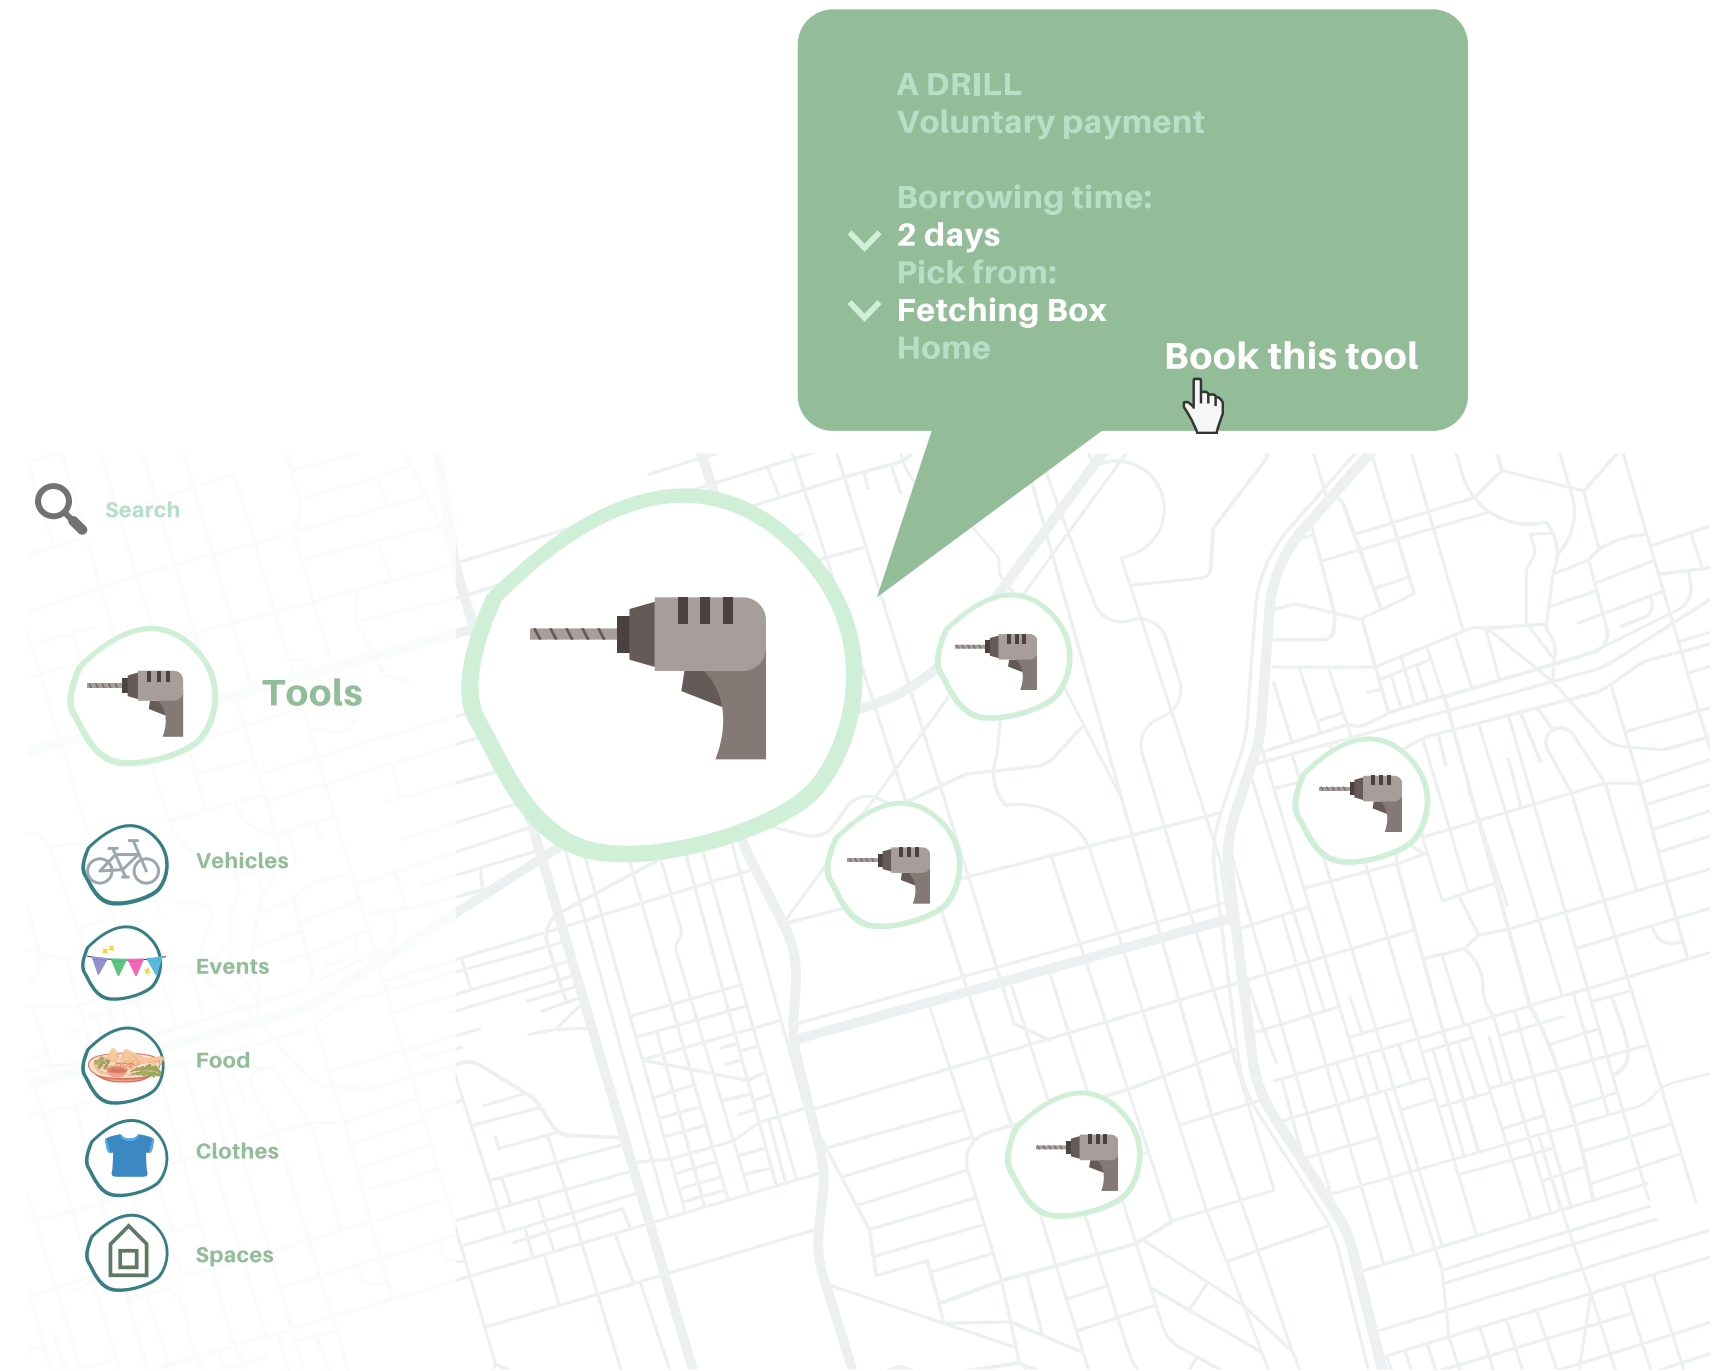 A DRILL
Voluntary payment
Borrowing time:
2 days
Pick from:
Fetching Box
Home
Book this tool
Search
Tools
Vehicles
Events
Food
Clothes
Spaces